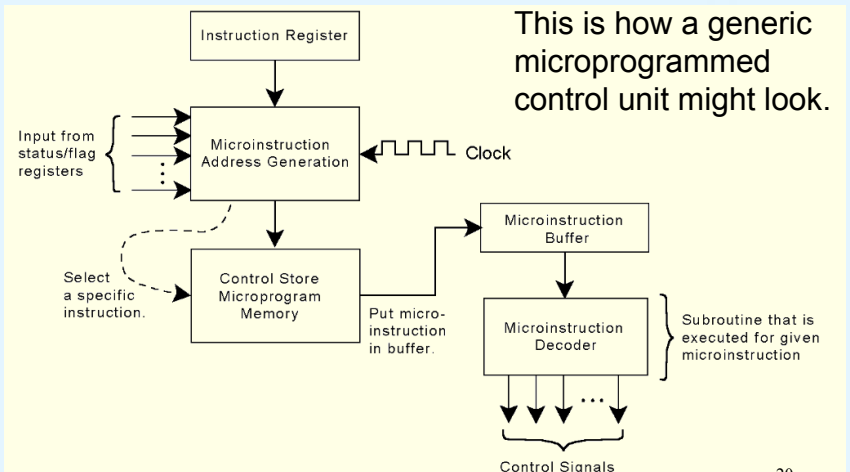 This is how a generic
microprogrammed
control unit might look.
Instruction Register
Input from
status/flag
registers
Microinstruction
Address Generation
Clock
Select
a specific
instruction.
Control Store
Microprogram
Memory
Put micro-
instruction
in buffer.
Microinstruction
Buffer
Microinstruction
Decoder
Subroutine that is
executed for given
microinstruction
Control Signals